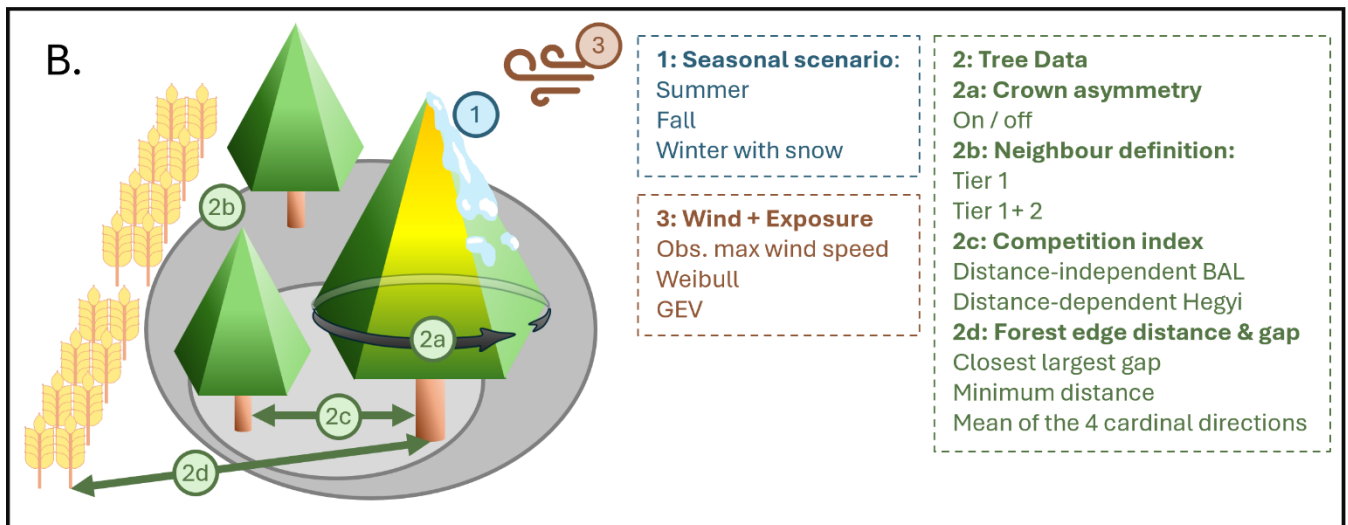 B.
3
1
2b
2a
2c
2d
1: Seasonal scenario:
Summer
Fall
Winter with snow
3: Wind + Exposure
Obs. max wind speed
Weibull
GEV
2: Tree Data
2a: Crown asymmetry
On / off
2b: Neighbour definition:
Tier 1
Tier 1+ 2
2c: Competition index
Distance-independent BAL
Distance-dependent Hegyi
2d: Forest edge distance & gap
Closest largest gap
Minimum distance
Mean of the 4 cardinal directions